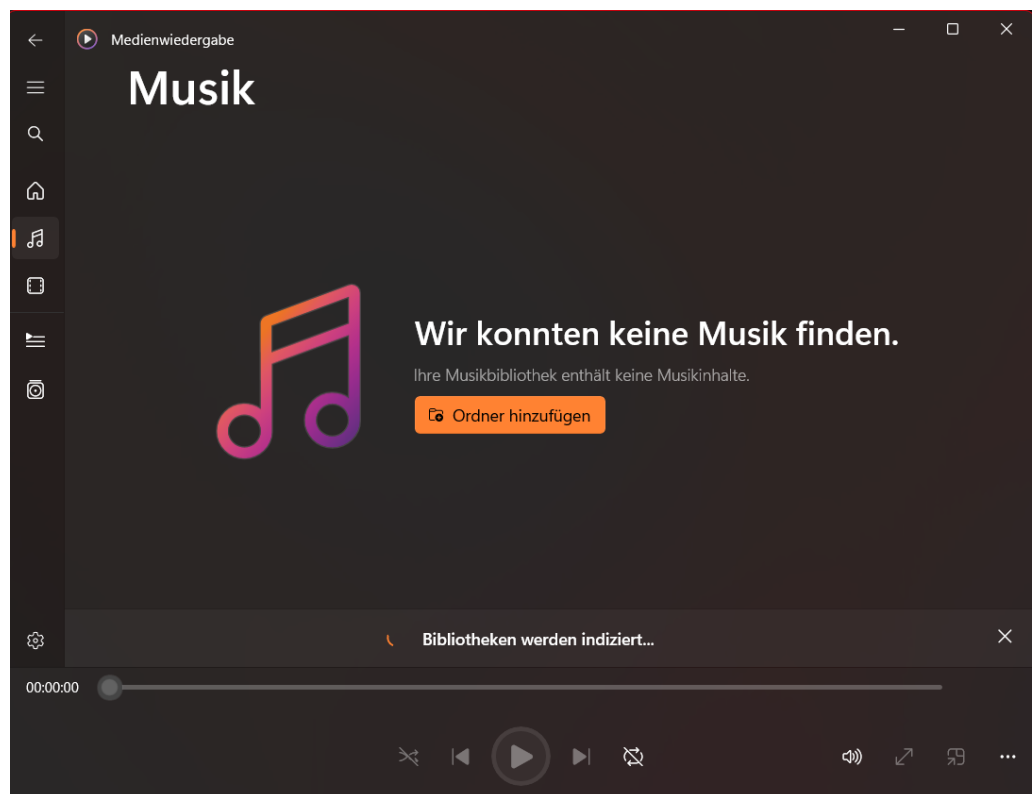 Medienwiedergabe
Musik
Wir konnten keine Musik finden.
Ihre Musikbibliothek enthält keine Musikinhalte.
Ordner hinzufügen
Bibliotheken werden indiziert...
00:00:00